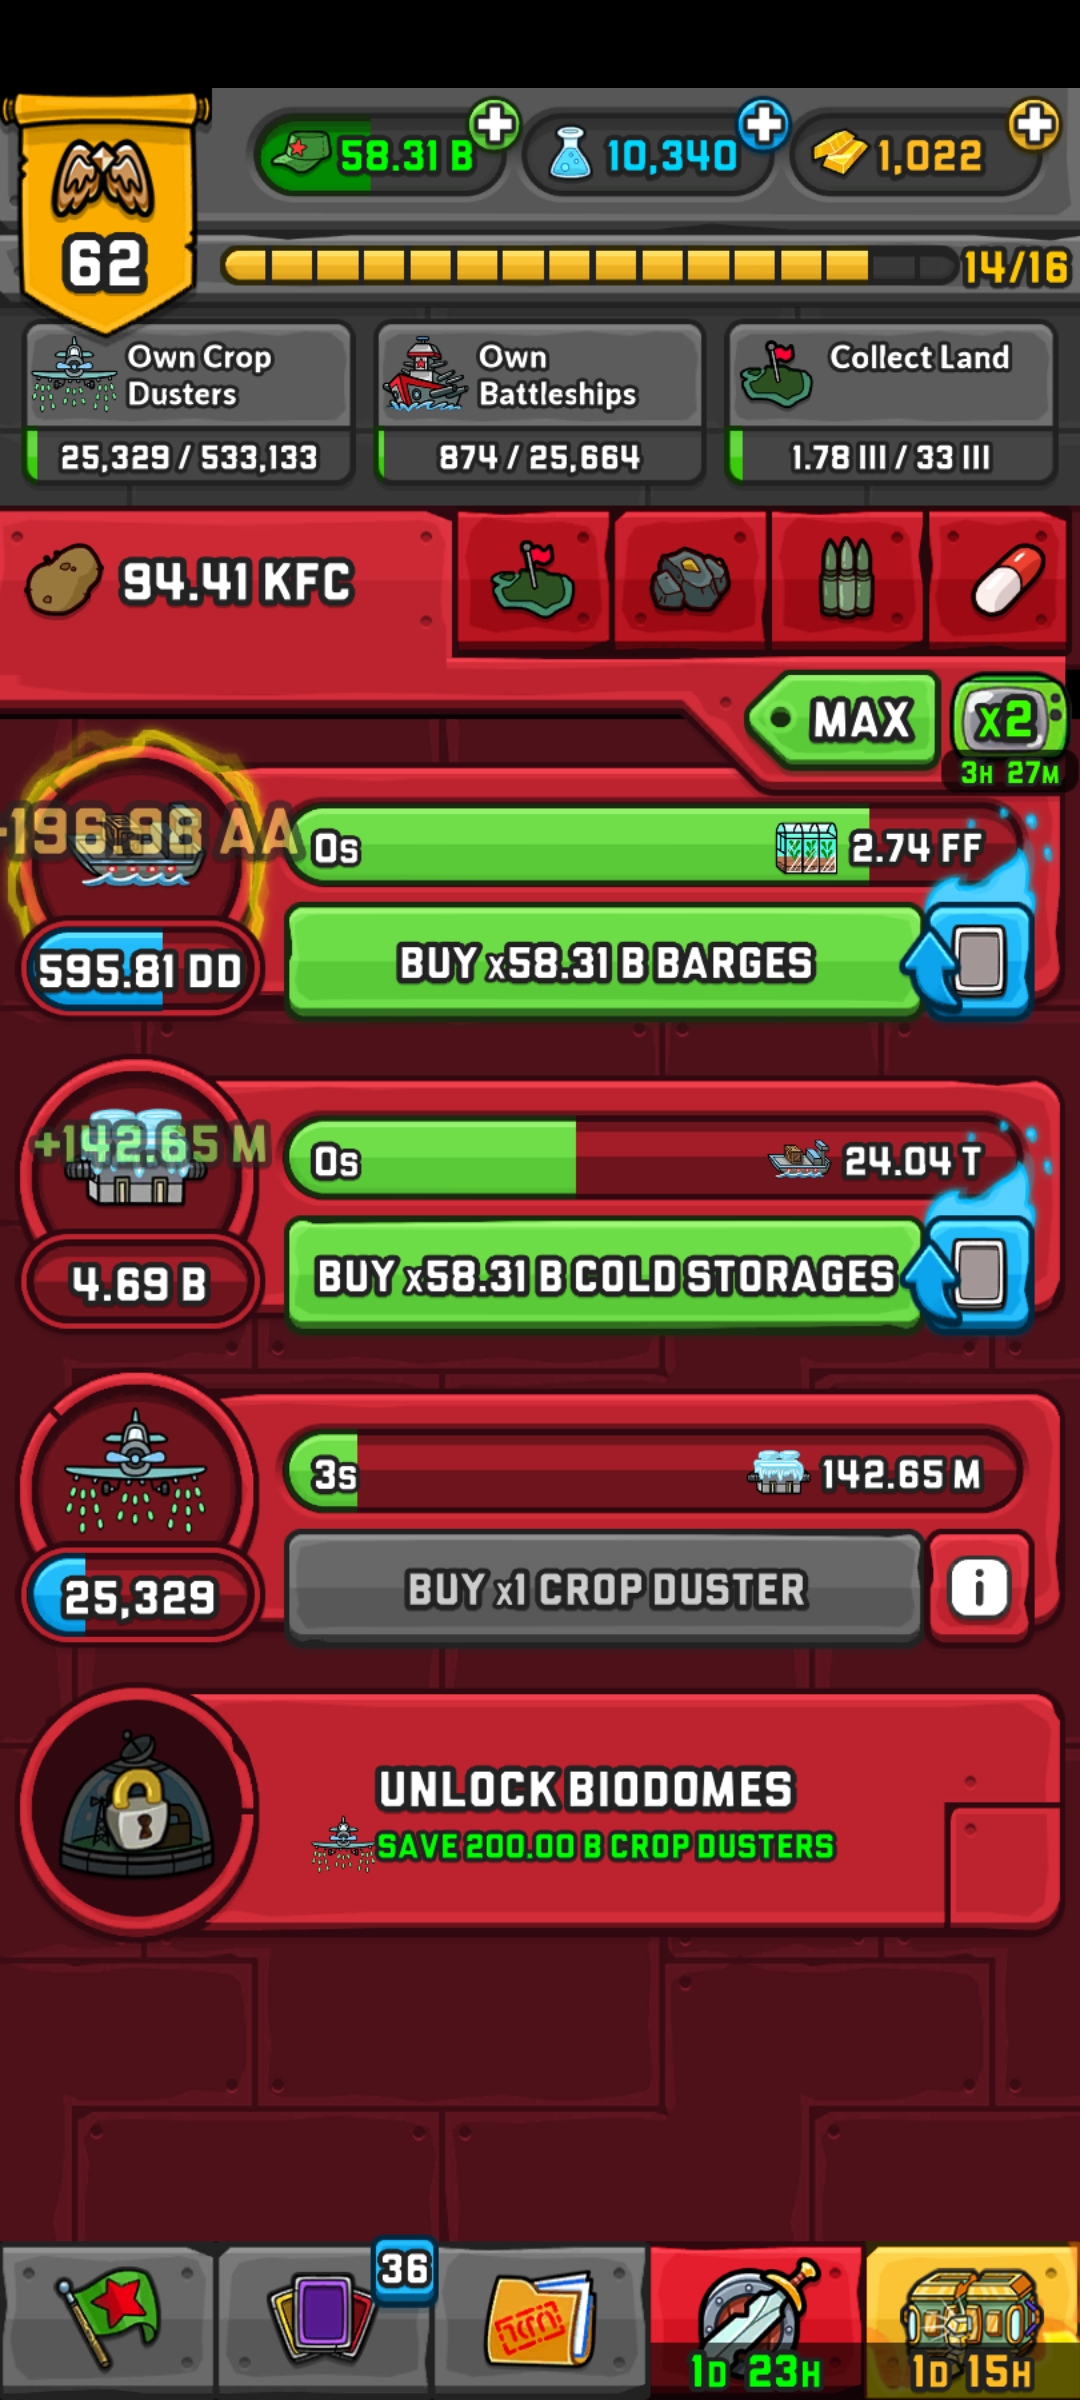 58.31 B
10,340
1,022
62
14/16
Own Crop
Dusters
25,329 / 533,133
Own
Battleships
874 / 25,664
Collect Land
1.78 III / 33 III
94.41 KFC
MAX
x2
3H 27M
-196.98 AA
0s
2.74 FF
595.81 DD
BUY x58.31 B BARGES
+142.65 M
0s
24.04 T
4.69 B
BUY x58.31 B COLD STORAGES
3s
142.65 M
25,329
BUY x1 CROP DUSTER
i
UNLOCK BIODOMES
SAVE 200.00 B CROP DUSTERS
36
1D 23H
1D 15H